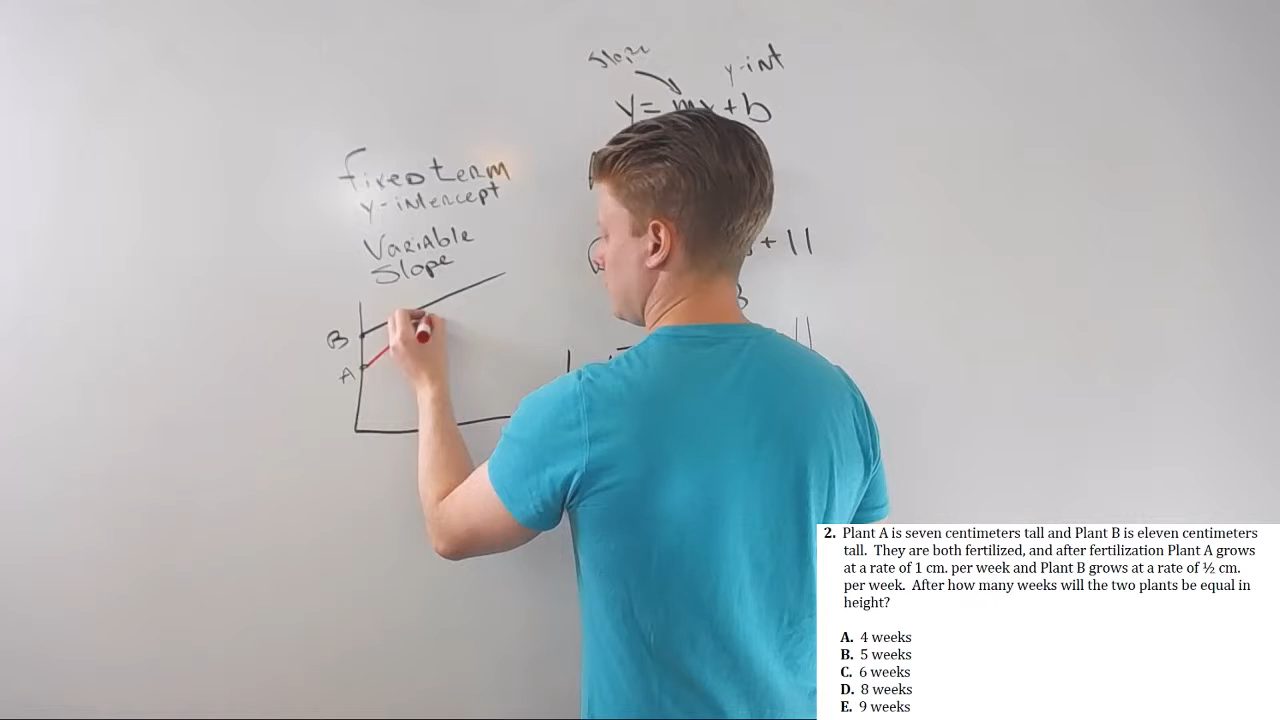 slope
y-int
y = mx + b
fixed term
y-intercept
Variable
Slope
+ 11
B
A
11
2. Plant A is seven centimeters tall and Plant B is eleven centimeters
tall. They are both fertilized, and after fertilization Plant A grows
at a rate of 1 cm. per week and Plant B grows at a rate of ½ cm.
per week. After how many weeks will the two plants be equal in
height?
A. 4 weeks
B. 5 weeks
C. 6 weeks
D. 8 weeks
E. 9 weeks